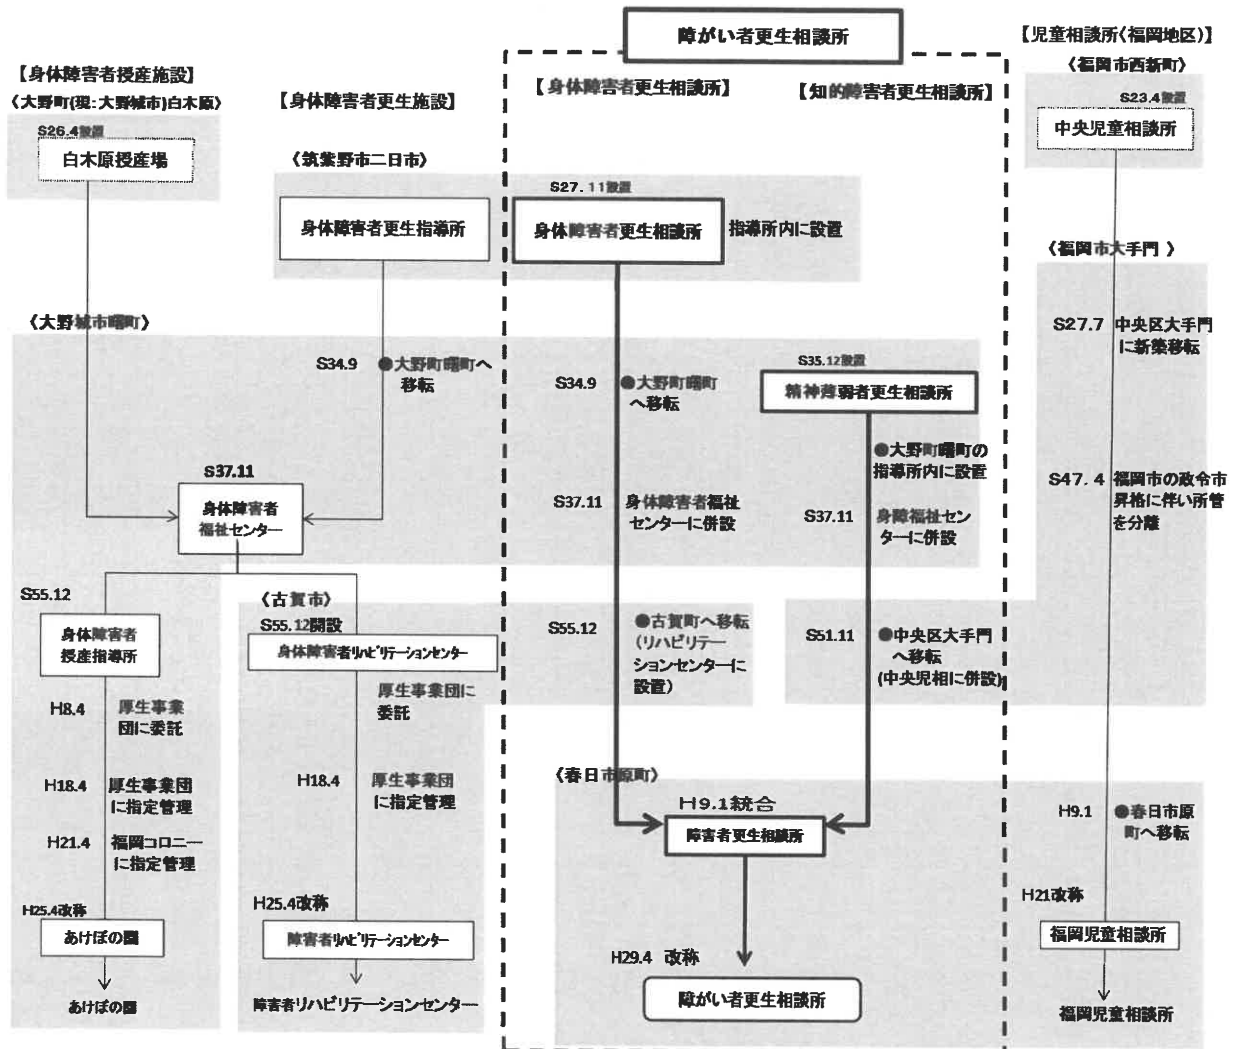 障がい者更生相談所
【児童相談所(福岡地区)】
〈福岡市西新町〉
【身体障害者授産施設】
〈大野町(現:大野城市)白木原〉
【身体障害者更生施設】
【身体障害者更生相談所】
【知的障害者更生相談所】
S23.4設置
中央児童相談所
S26.4設置
白木原授産場
〈筑紫野市二日市〉
S27.11設置
身体障害者更生指導所
身体障害者更生相談所
指導所内に設置
〈福岡市大手門 〉
〈大野城市曙町〉
S27.7 中央区大手門
に新築移転
S34.9 ●大野町曙町へ
移転
S34.9 ●大野町曙町
へ移転
S35.12設置
精神薄弱者更生相談所
●大野町曙町の
指導所内に設置
S37.11
身体障害者
福祉センター
S37.11 身体障害者福祉
センターに併設
S37.11 身障福祉セン
ターに併設
S47.4 福岡市の政令市
昇格に伴い所管
を分離
S55.12
身体障害者
授産指導所
〈古賀市〉
S55.12開設
身体障害者リハビリテーションセンター
S55.12 ●古賀町へ移転
(リハビリテー
ションセンターに
設置)
S51.11 ●中央区大手門
へ移転
(中央児相に併設)
H8.4 厚生事業
団に委託
厚生事業団に
委託
H18.4 厚生事業団
に指定管理
H18.4 厚生事業団
に指定管理
〈春日市原町〉
H9.1統合
障害者更生相談所
H9.1 ●春日市原
町へ移転
H21.4 福岡コロニー
に指定管理
H25.4改称
あけぼの園
あけぼの園
H25.4改称
障害者リハビリテーションセンター
障害者リハビリテーションセンター
H29.4 改称
障がい者更生相談所
H21改称
福岡児童相談所
福岡児童相談所